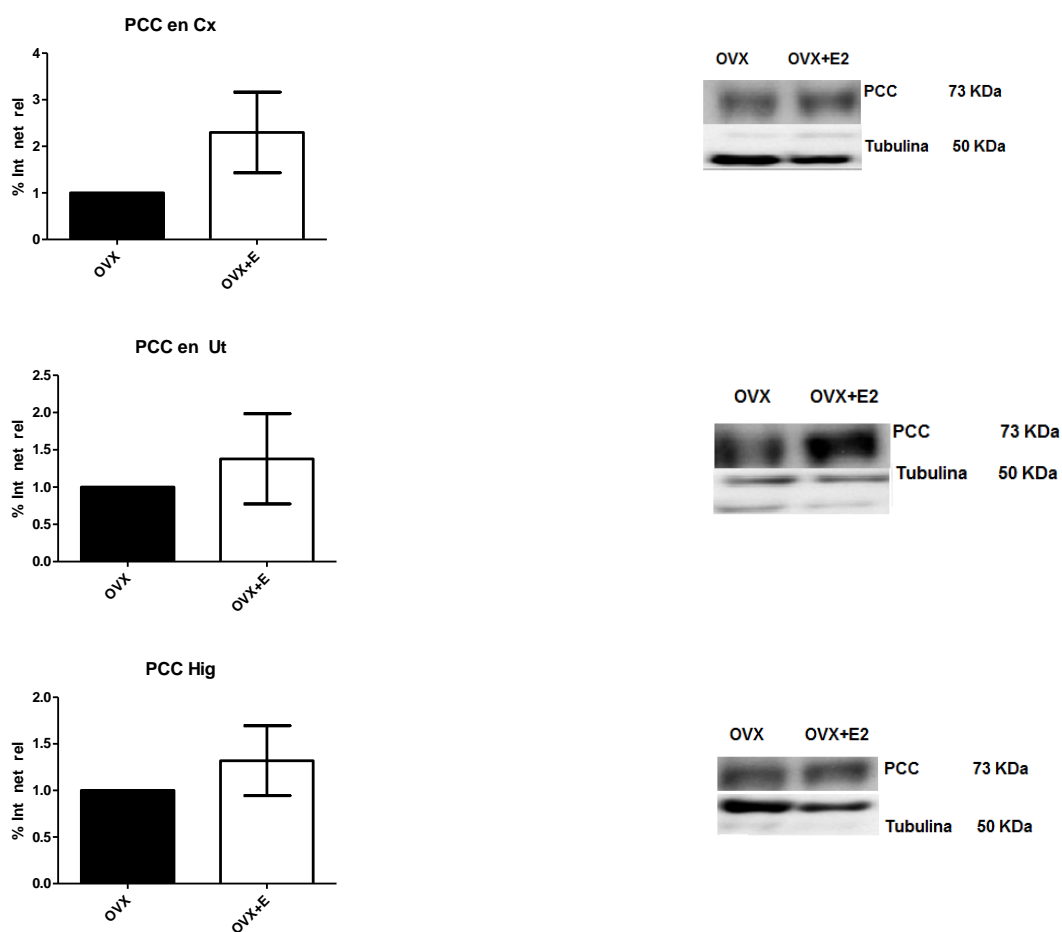 PCC en Cx
% Int net rel
4
3
2
1
0
OVX
OVX+E
OVX OVX+E2
PCC 73 KDa
Tubulina 50 KDa
PCC en Ut
% Int net rel
2.5
2.0
1.5
1.0
0.5
0.0
OVX
OVX+E
OVX OVX+E2
PCC 73 KDa
Tubulina 50 KDa
PCC Hig
% Int net rel
2.0
1.5
1.0
0.5
0.0
OVX
OVX+E
OVX OVX+E2
PCC 73 KDa
Tubulina 50 KDa